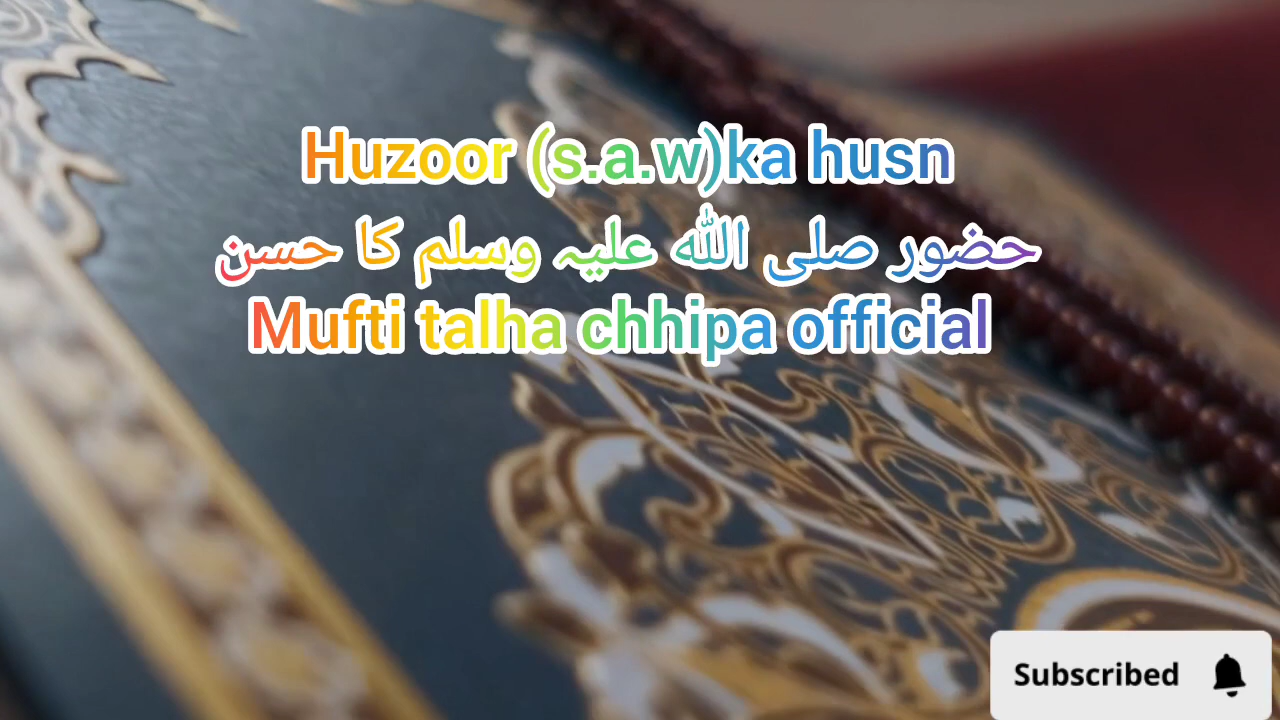 Huzoor (s.a.w)ka husn
حضور صلی اللہ علیہ وسلم کا حسن
Mufti talha chhipa official
Subscribed